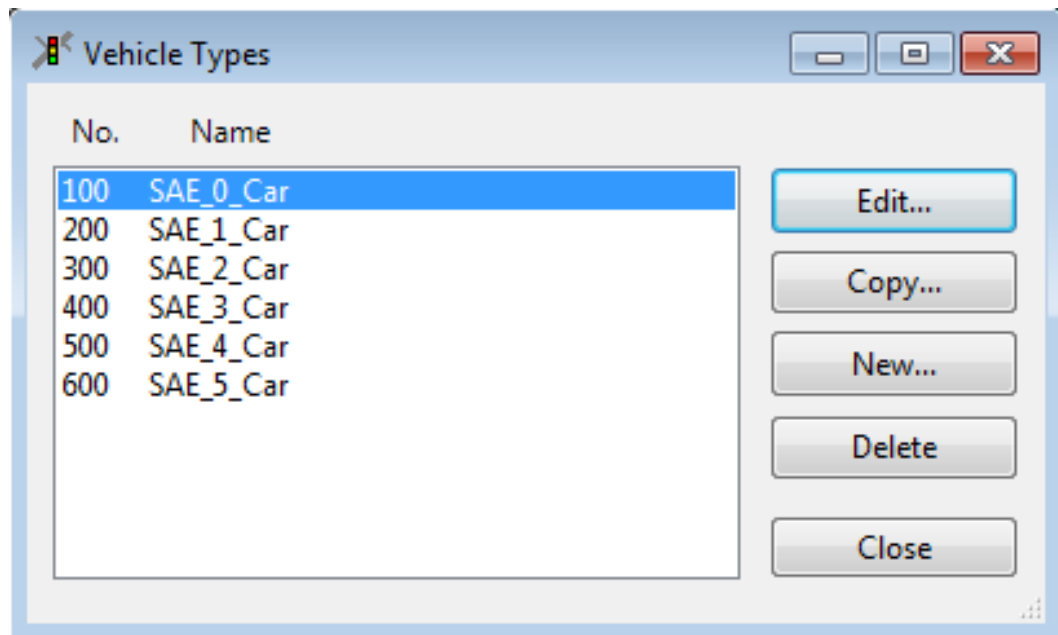 Vehicle Types
No. Name
100 SAE_0_Car
200 SAE_1_Car
300 SAE_2_Car
400 SAE_3_Car
500 SAE_4_Car
600 SAE_5_Car
Edit...
Copy...
New...
Delete
Close